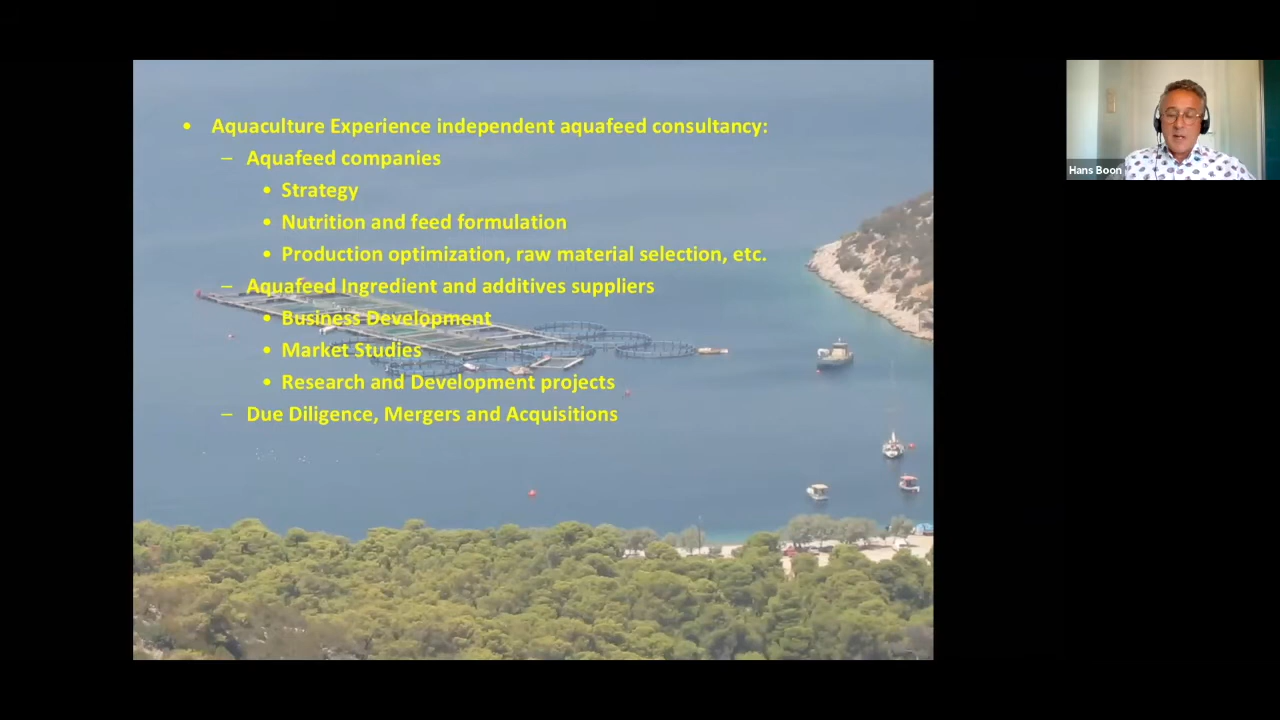 • Aquaculture Experience independent aquafeed consultancy:
– Aquafeed companies
• Strategy
• Nutrition and feed formulation
• Production optimization, raw material selection, etc.
– Aquafeed Ingredient and additives suppliers
• Business Development
• Market Studies
• Research and Development projects
– Due Diligence, Mergers and Acquisitions
Hans Boon